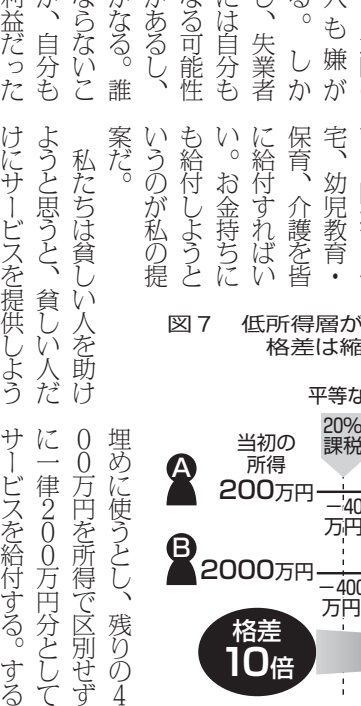 人も嫌が
る。しか
し、失業者
には自分も
なる可能性
があるし、
かなる。誰
ならないこ
が、自分も
利益だった
宅、幼児教育・
保育、介護を皆
に給付すればい
い。お金持ちに
も給付しようと
いうのが私の提
案だ。
私たちは貧しい人を助け
ようと思うと、貧しい人だ
けにサービスを提供しよう
埋めに使うとし、残りの4
00万円を所得で区別せず
に一律200万円分として
サービスを給付する。する
図7 低所得層が
格差は縮
平等な
20%
課税
当初の
所得
A
200万円
−40
万円
B
2000万円
−400
万円
格差
10倍